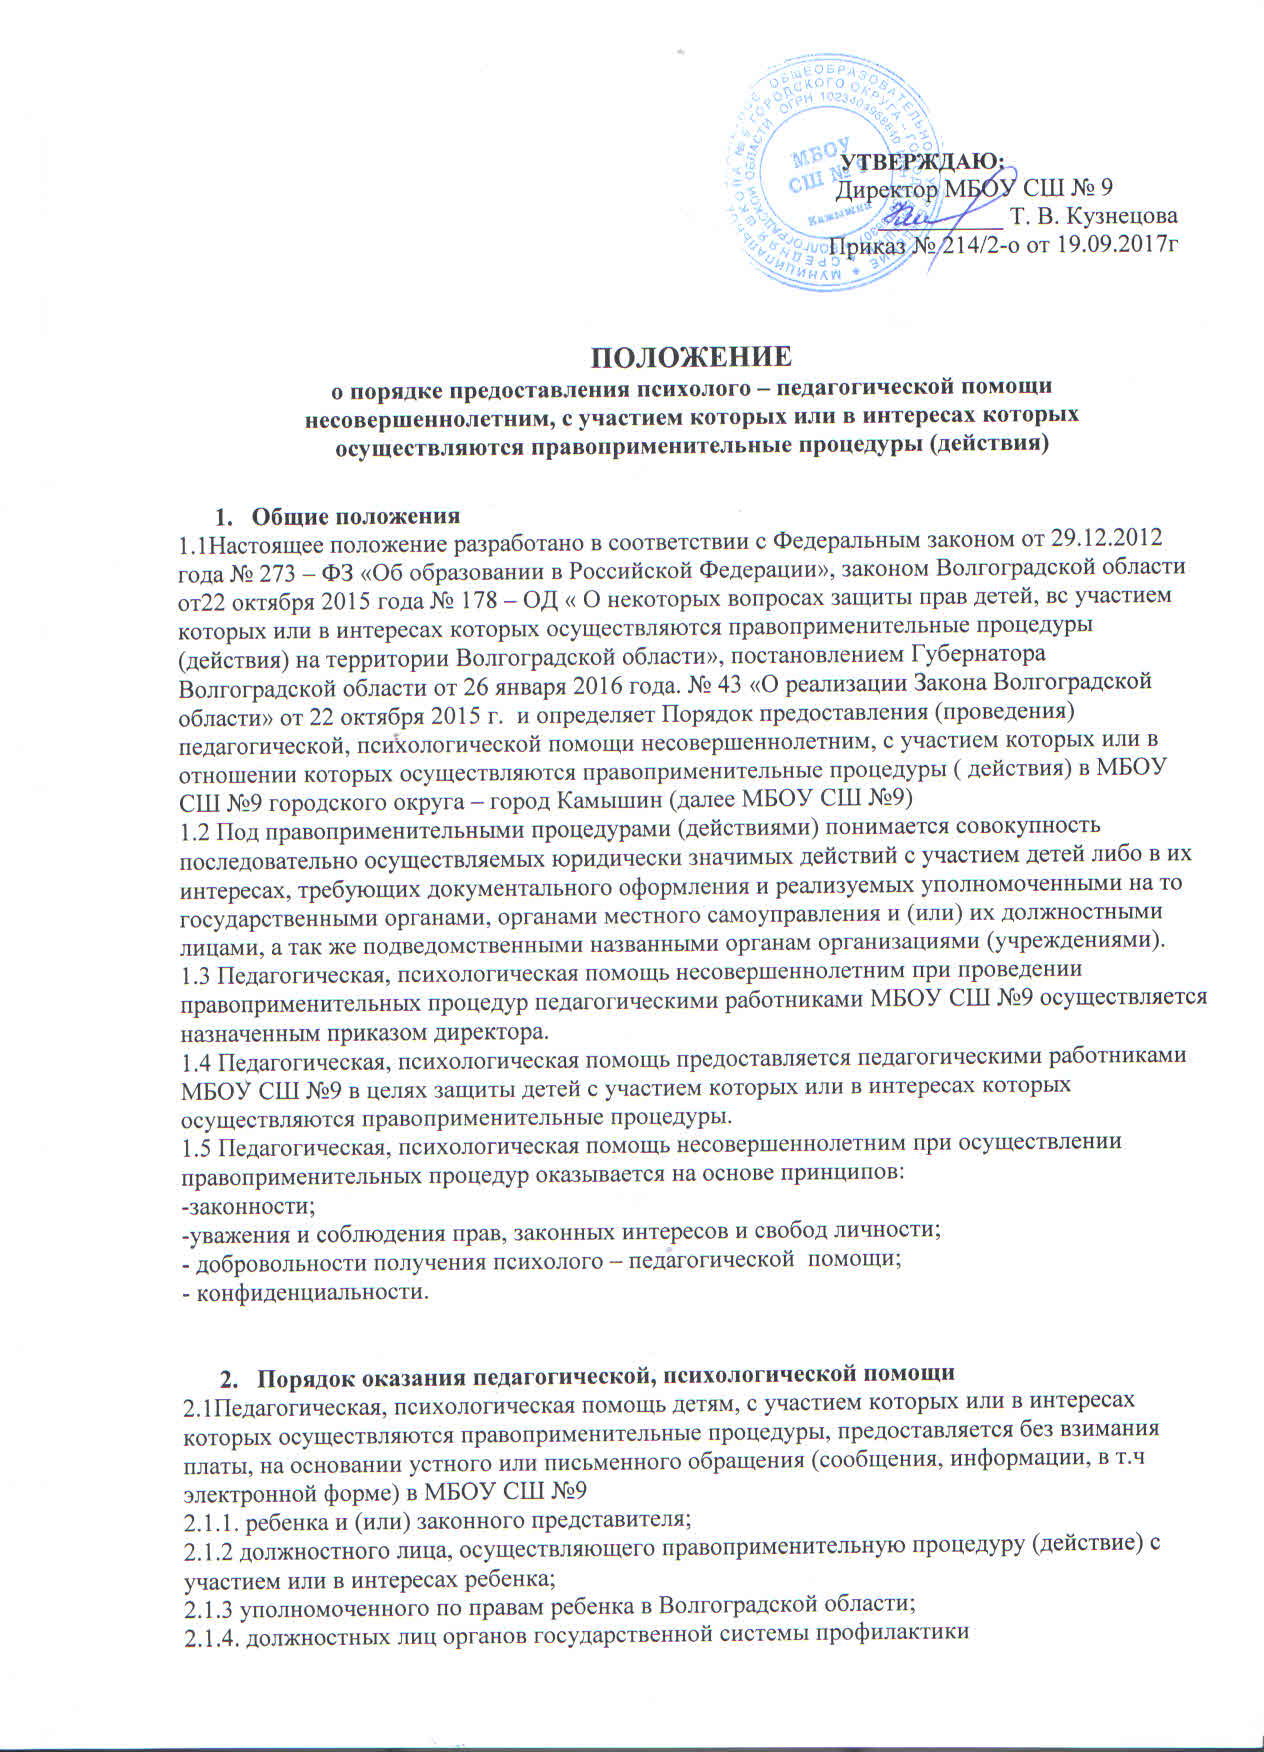 МБОУ
СШ № 9
Камышин
УТВЕРЖДАЮ:
Директор МБОУ СШ № 9
__________ Т. В. Кузнецова
Приказ № 214/2-о от 19.09.2017г
ПОЛОЖЕНИЕ
о порядке предоставления психолого – педагогической помощи
несовершеннолетним, с участием которых или в интересах которых
осуществляются правоприменительные процедуры (действия)
1. Общие положения
1.1Настоящее положение разработано в соответствии с Федеральным законом от 29.12.2012
года № 273 – ФЗ «Об образовании в Российской Федерации», законом Волгоградской области
от22 октября 2015 года № 178 – ОД « О некоторых вопросах защиты прав детей, вс участием
которых или в интересах которых осуществляются правоприменительные процедуры
(действия) на территории Волгоградской области», постановлением Губернатора
Волгоградской области от 26 января 2016 года. № 43 «О реализации Закона Волгоградской
области» от 22 октября 2015 г. и определяет Порядок предоставления (проведения)
педагогической, психологической помощи несовершеннолетним, с участием которых или в
отношении которых осуществляются правоприменительные процедуры ( действия) в МБОУ
СШ №9 городского округа – город Камышин (далее МБОУ СШ №9)
1.2 Под правоприменительными процедурами (действиями) понимается совокупность
последовательно осуществляемых юридически значимых действий с участием детей либо в их
интересах, требующих документального оформления и реализуемых уполномоченными на то
государственными органами, органами местного самоуправления и (или) их должностными
лицами, а так же подведомственными названными органам организациями (учреждениями).
1.3 Педагогическая, психологическая помощь несовершеннолетним при проведении
правоприменительных процедур педагогическими работниками МБОУ СШ №9 осуществляется
назначенным приказом директора.
1.4 Педагогическая, психологическая помощь предоставляется педагогическими работниками
МБОУ СШ №9 в целях защиты детей с участием которых или в интересах которых
осуществляются правоприменительные процедуры.
1.5 Педагогическая, психологическая помощь несовершеннолетним при осуществлении
правоприменительных процедур оказывается на основе принципов:
-законности;
-уважения и соблюдения прав, законных интересов и свобод личности;
- добровольности получения психолого – педагогической помощи;
- конфиденциальности.
2. Порядок оказания педагогической, психологической помощи
2.1Педагогическая, психологическая помощь детям, с участием которых или в интересах
которых осуществляются правоприменительные процедуры, предоставляется без взимания
платы, на основании устного или письменного обращения (сообщения, информации, в т.ч
электронной форме) в МБОУ СШ №9
2.1.1. ребенка и (или) законного представителя;
2.1.2 должностного лица, осуществляющего правоприменительную процедуру (действие) с
участием или в интересах ребенка;
2.1.3 уполномоченного по правам ребенка в Волгоградской области;
2.1.4. должностных лиц органов государственной системы профилактики